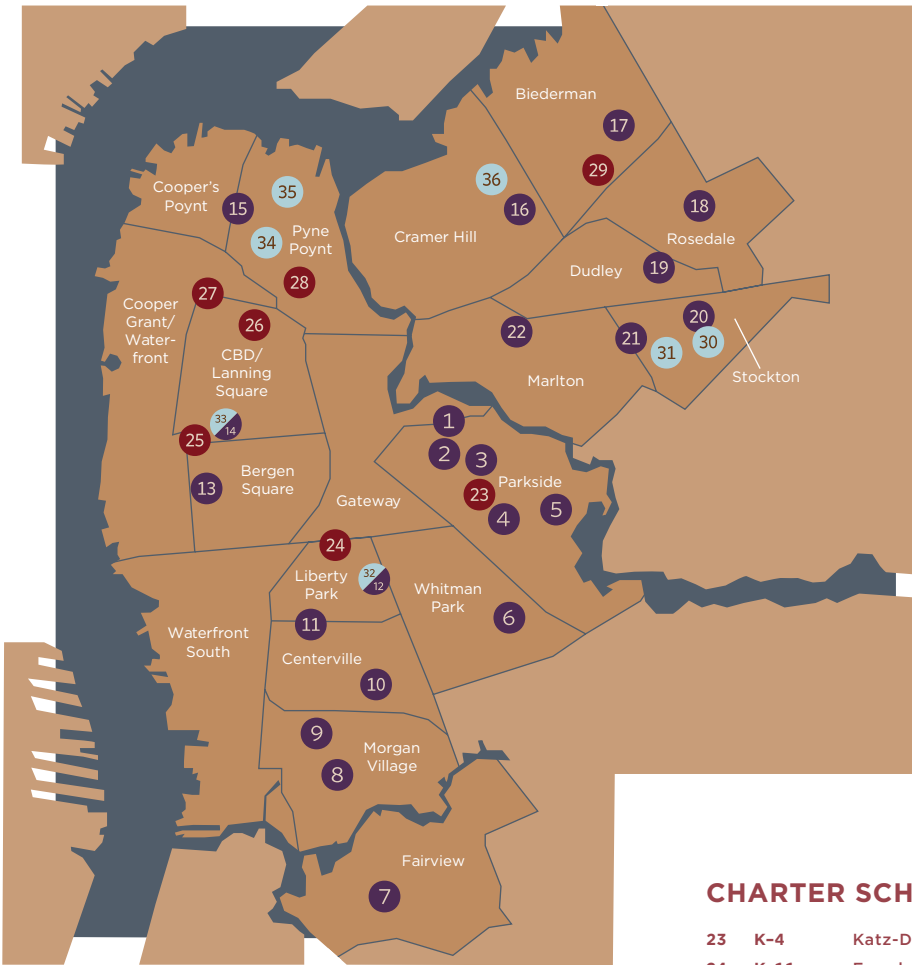 Biederman
17
29
36
16
Cramer Hill
18
Rosedale
Dudley
19
Cooper's
Poynt
15
35
34
Pyne
Poynt
28
27
26
Cooper
Grant/
Water-
front
CBD/
Lanning
Square
33
14
25
13
Bergen
Square
22
Marlton
21
31
20
30
Stockton
1
2
3
Parkside
23
4
5
Gateway
24
Liberty
Park
32
12
Whitman
Park
6
11
Waterfront
South
Centerville
10
9
8
Morgan
Village
Fairview
7
CHARTER SCH
23 K–4 Katz-D